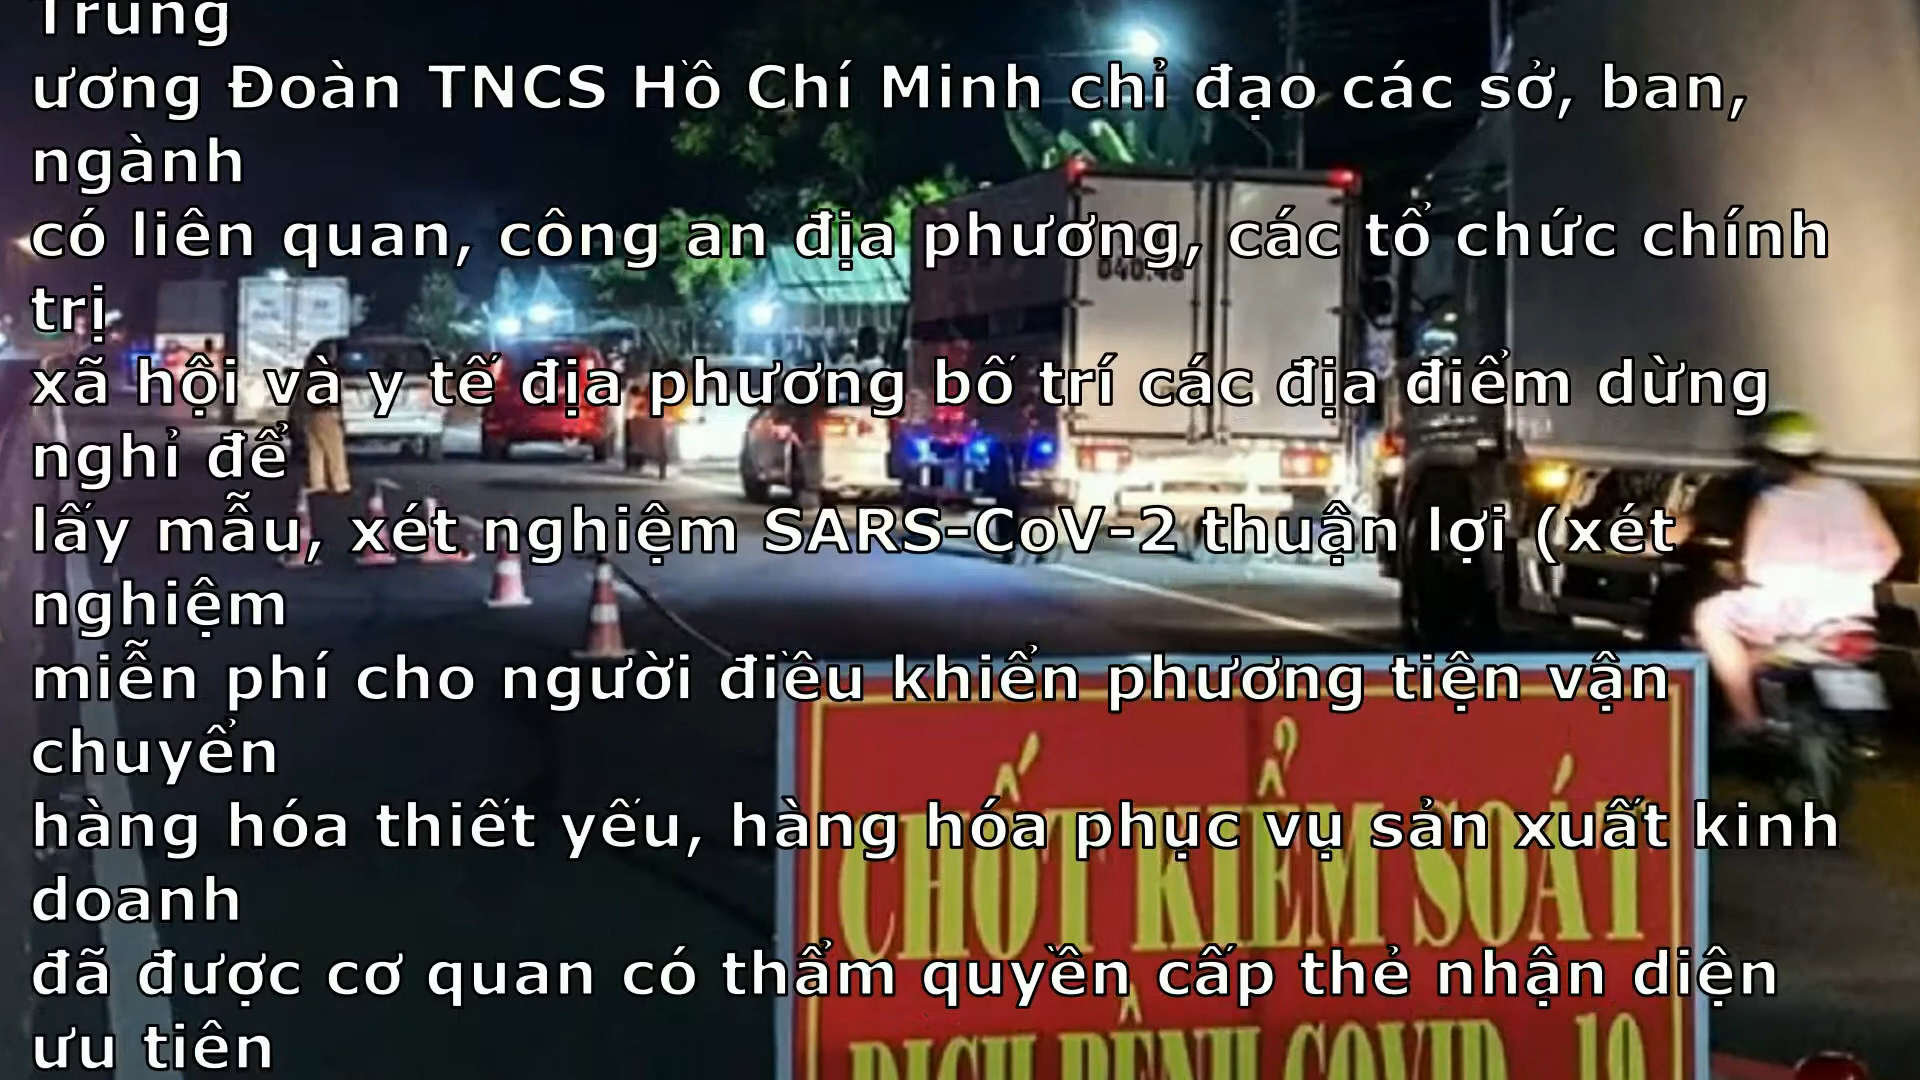 Trung
ương Đoàn TNCS Hồ Chí Minh chỉ đạo các sở, ban,
ngành
có liên quan, công an địa phương, các tổ chức chính
trị
xã hội và y tế địa phương bố trí các địa điểm dừng
nghỉ để
lấy mẫu, xét nghiệm SARS-CoV-2 thuận lợi (xét
nghiệm
miễn phí cho người điều khiển phương tiện vận
chuyển
hàng hóa thiết yếu, hàng hóa phục vụ sản xuất kinh
doanh
đã được cơ quan có thẩm quyền cấp thẻ nhận diện
ưu tiên
CHỐT KIỂM SOÁT
DỊCH BỆNH COVID - 19